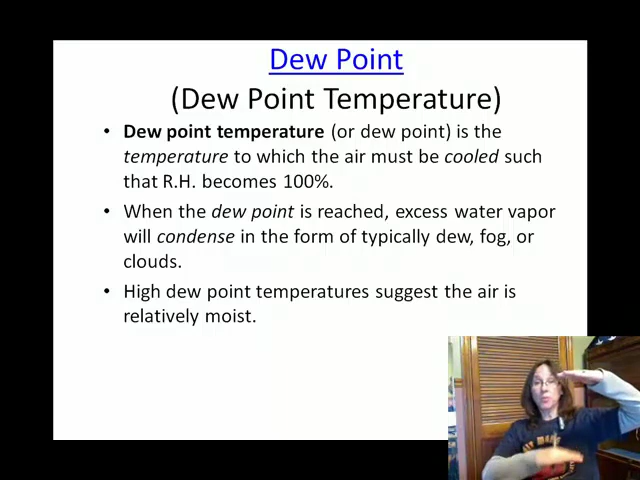 Dew Point
(Dew Point Temperature)
• Dew point temperature (or dew point) is the
temperature to which the air must be cooled such
that R.H. becomes 100%.
• When the dew point is reached, excess water vapor
will condense in the form of typically dew, fog, or
clouds.
• High dew point temperatures suggest the air is
relatively moist.